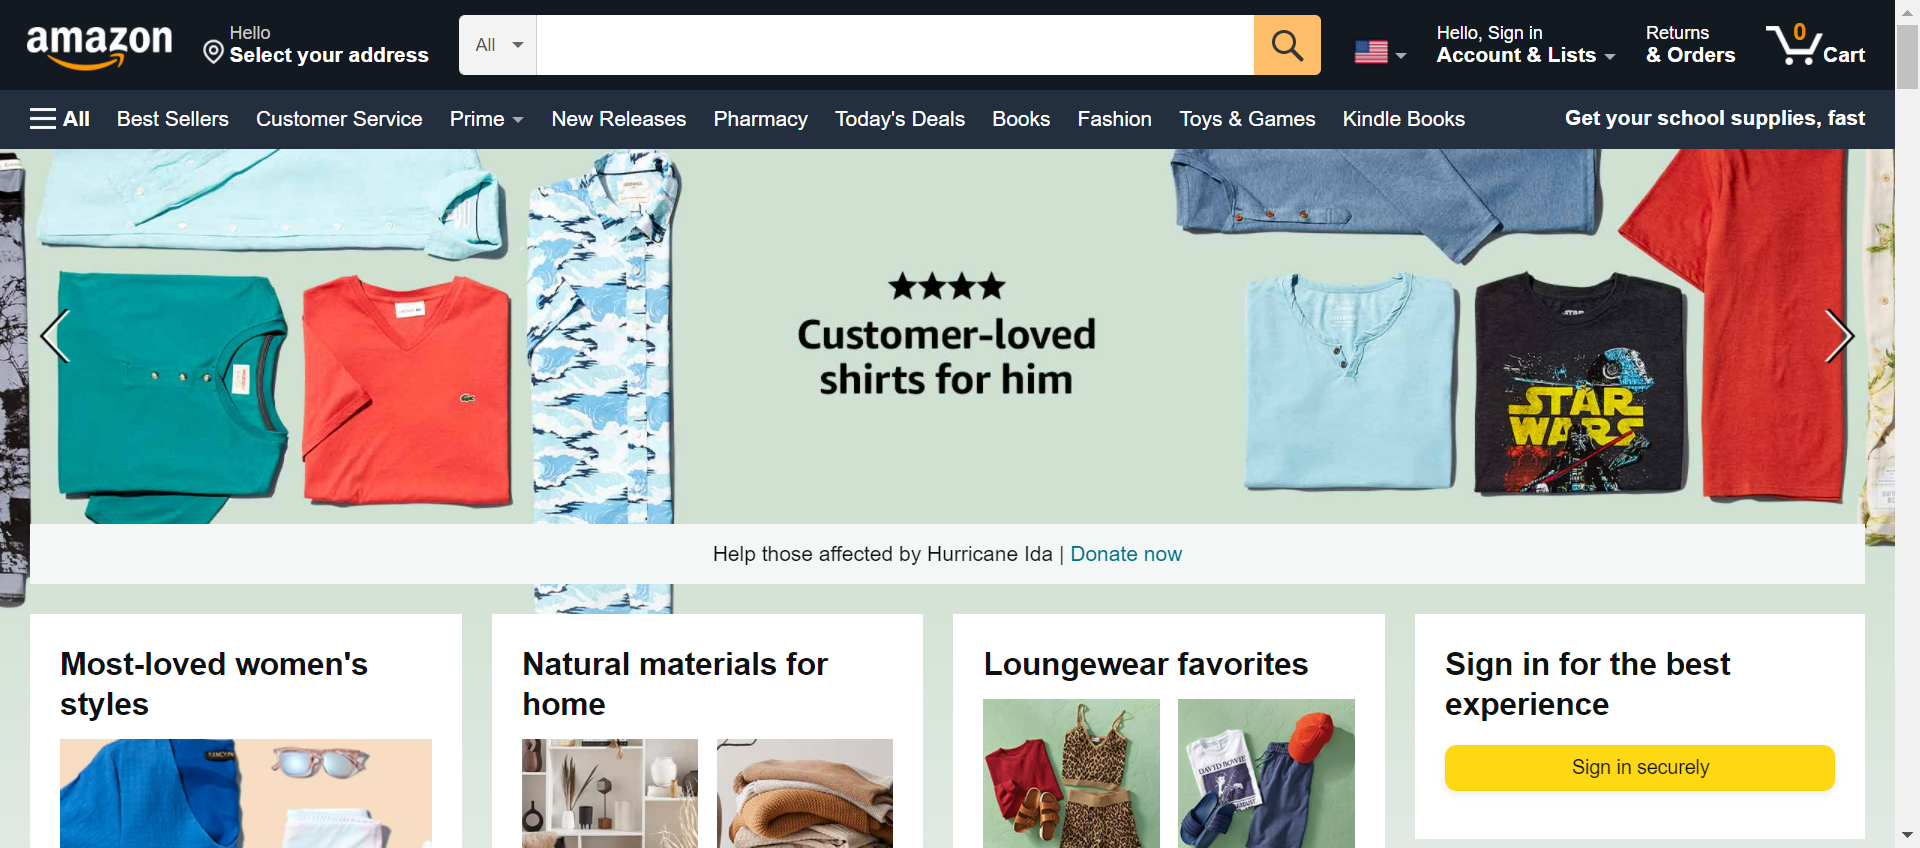 amazon
Hello
Select your address
All
Hello, Sign in
Account & Lists
Returns
& Orders
0
Cart
All
Best Sellers
Customer Service
Prime
New Releases
Pharmacy
Today's Deals
Books
Fashion
Toys & Games
Kindle Books
Get your school supplies, fast
Customer-loved
shirts for him
STAR
STAR
WARS
Help those affected by Hurricane Ida | Donate now
Most-loved women's
styles
Natural materials for
home
Loungewear favorites
DAVID BOWIE
Sign in for the best
experience
Sign in securely